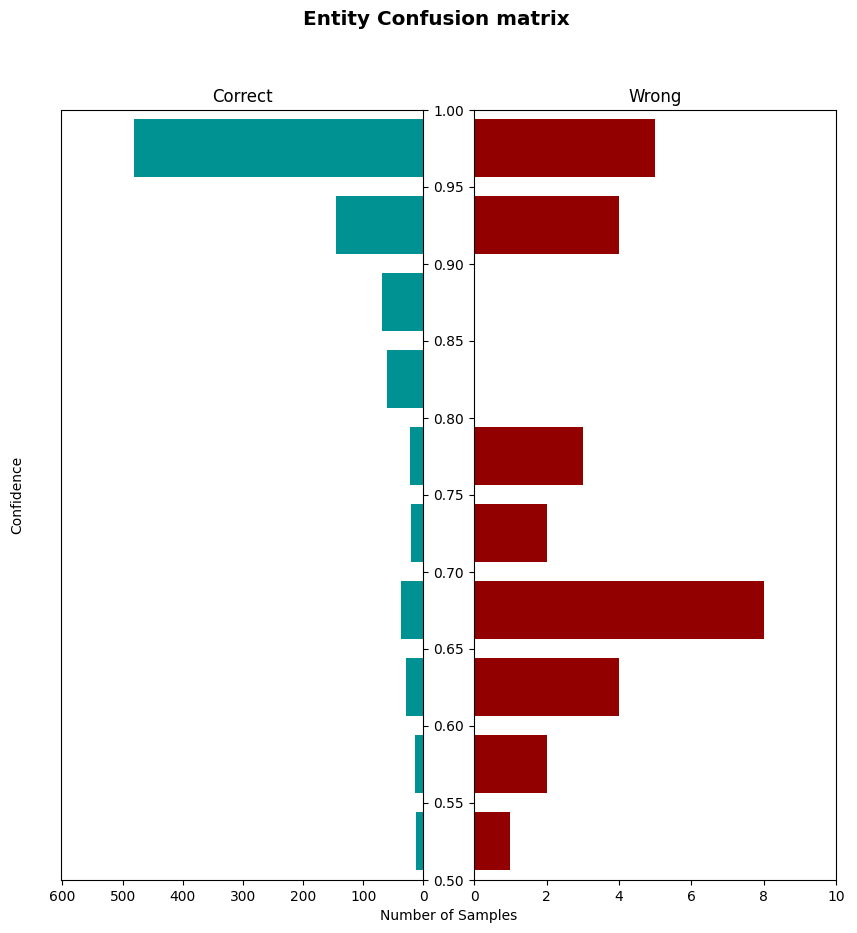 Entity Confusion matrix
Correct
Wrong
1.00
0.95
0.90
0.85
0.80
0.75
0.70
0.65
0.60
0.55
0.50
Confidence
600 500 400 300 200 100 0
0 2 4 6 8 10
Number of Samples